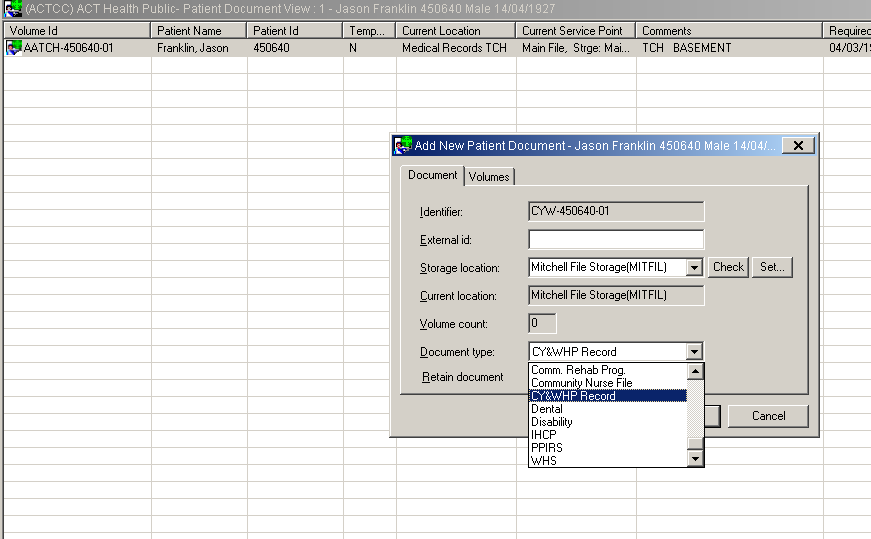 (ACTCC) ACT Health Public- Patient Document View : 1 - Jason Franklin 450640 Male 14/04/1927
Volume Id Patient Name Patient Id Temp... Current Location Current Service Point Comments Required
AATCH-450640-01 Franklin, Jason 450640 N Medical Records TCH Main File, Strge: Mai... TCH BASEMENT 04/03/1
Add New Patient Document - Jason Franklin 450640 Male 14/04/...
Document Volumes
Identifier: CYW-450640-01
External id:
Storage location: Mitchell File Storage(MITFIL) Check Set...
Current location: Mitchell File Storage(MITFIL)
Volume count: 0
Document type: CY&WHP Record
Retain document
Comm. Rehab Prog.
Community Nurse File
CY&WHP Record
Dental
Disability
IHCP
PPIRS
WHS
Cancel